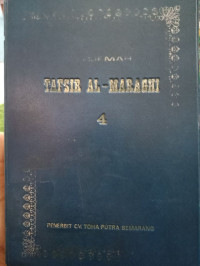 TAFSIR AL-MARAGHI
4
PENERBIT CV. TOHA PUTRA SEMARANG